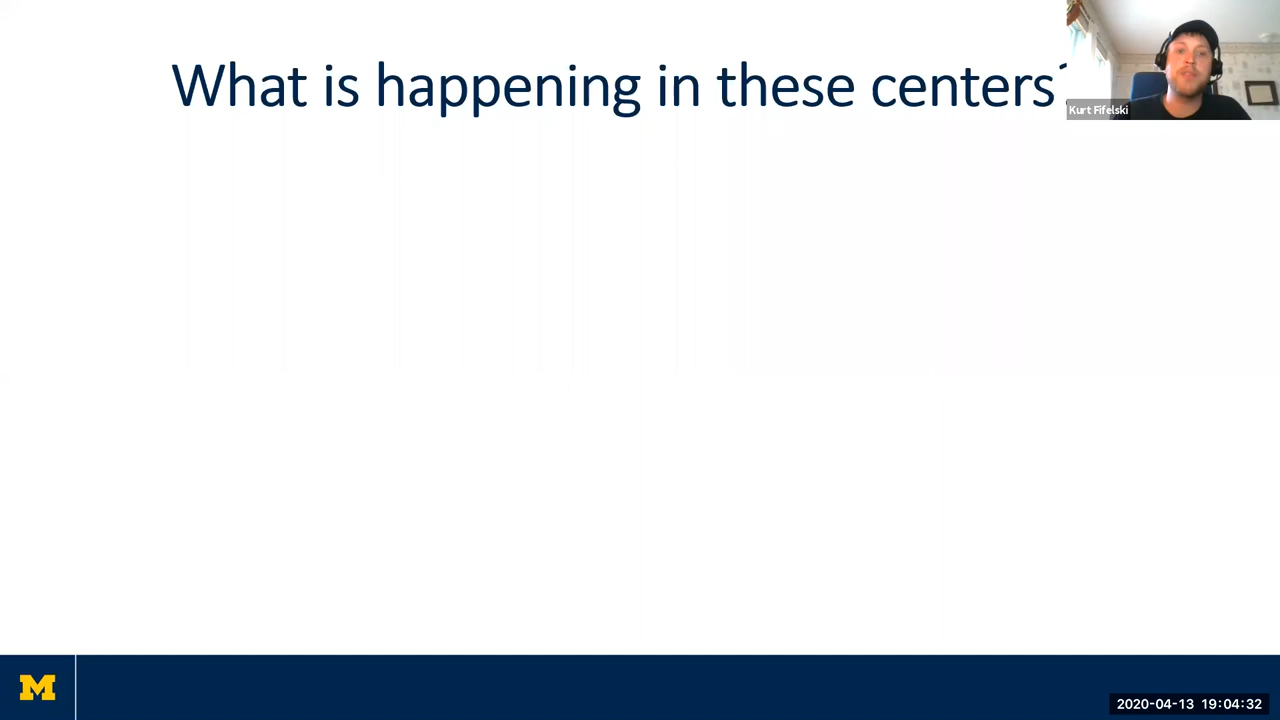 What is happening in these centers
Kurt Fifelski
M
2020-04-13 19:04:32